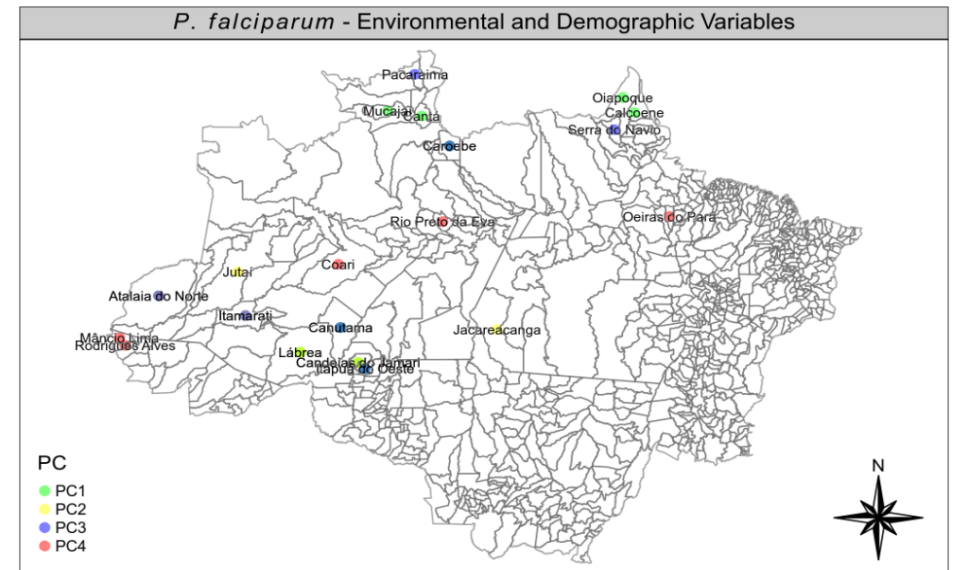 P. falciparum - Environmental and Demographic Variables
Pacaraima
Mucajaí
Cantá
Oiapoque
Calçoene
Serra do Navio
Caroebe
Rio Preto da Eva
Oeiras do Pará
Coari
Jutaí
Atalaia do Norte
Itamarati
Canutama
Jacareacanga
Mâncio Lima
Rodrigues Alves
Lábrea
Candeias do Jamari
Itapuã do Oeste
PC
PC1
PC2
PC3
PC4
N